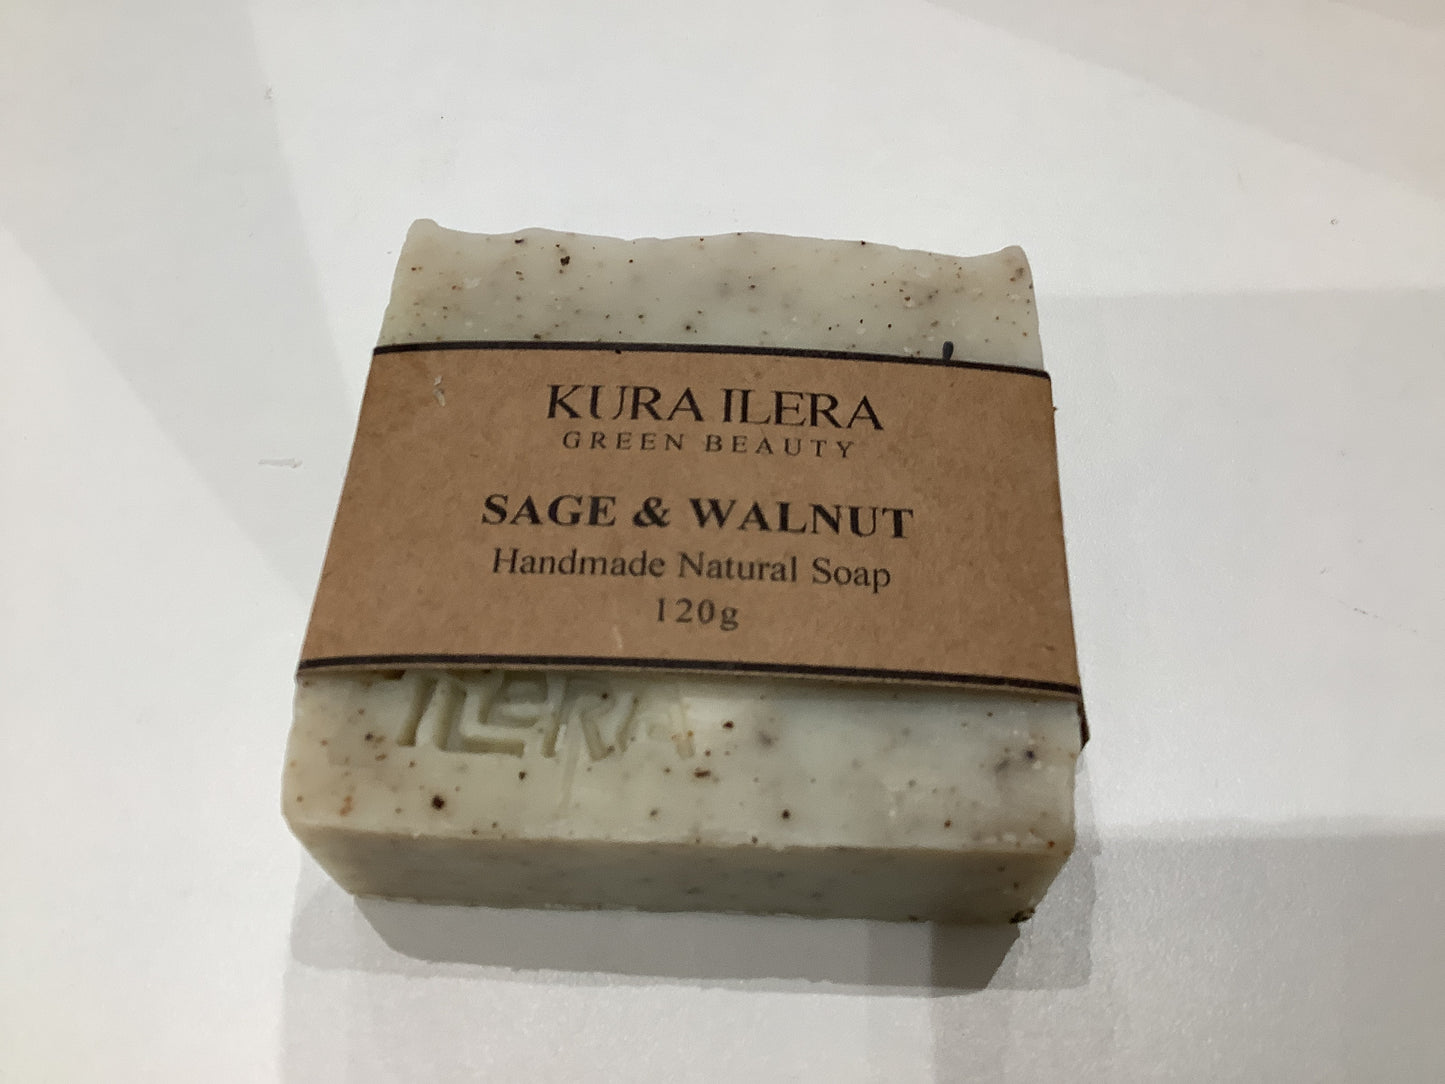 KURA ILERA
GREEN BEAUTY
SAGE & WALNUT
Handmade Natural Soap
120g
ILERA